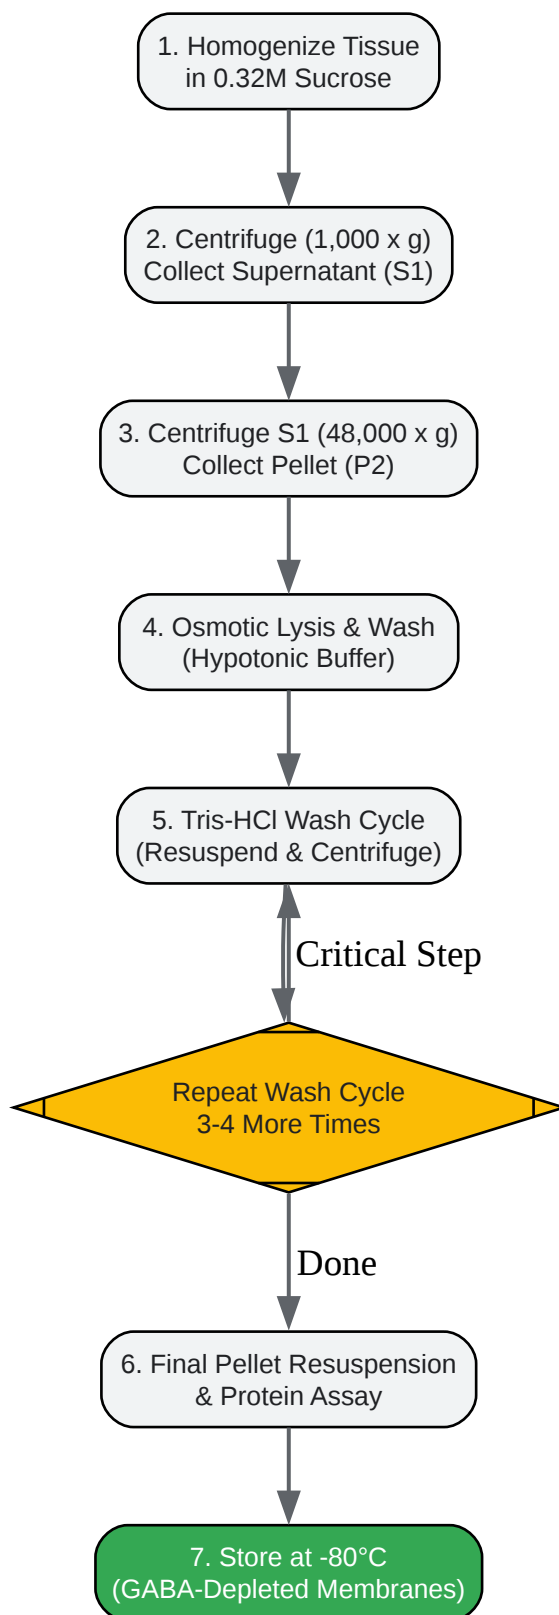 1. Homogenize Tissue
in 0.32M Sucrose
2. Centrifuge (1,000 x g)
Collect Supernatant (S1)
3. Centrifuge S1 (48,000 x g)
Collect Pellet (P2)
4. Osmotic Lysis & Wash
(Hypotonic Buffer)
5. Tris-HCl Wash Cycle
(Resuspend & Centrifuge)
Critical Step
Repeat Wash Cycle
3-4 More Times
Done
6. Final Pellet Resuspension
& Protein Assay
7. Store at -80°C
(GABA-Depleted Membranes)